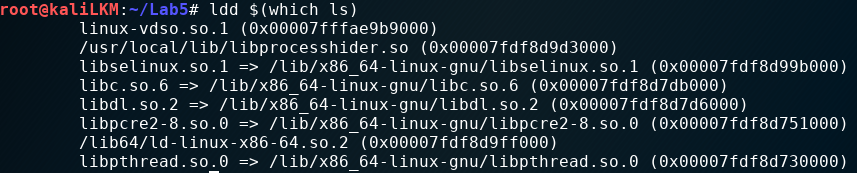 root@kaliLKM:~/Lab5# ldd $(which ls)
linux-vdso.so.1 (0x00007fffae9b9000)
/usr/local/lib/libprocesshider.so (0x00007fdf8d9d3000)
libselinux.so.1 => /lib/x86_64-linux-gnu/libselinux.so.1 (0x00007fdf8d99b000)
libc.so.6 => /lib/x86_64-linux-gnu/libc.so.6 (0x00007fdf8d7db000)
libdl.so.2 => /lib/x86_64-linux-gnu/libdl.so.2 (0x00007fdf8d7d6000)
libpcre2-8.so.0 => /lib/x86_64-linux-gnu/libpcre2-8.so.0 (0x00007fdf8d751000)
/lib64/ld-linux-x86-64.so.2 (0x00007fdf8d9ff000)
libpthread.so.0 => /lib/x86_64-linux-gnu/libpthread.so.0 (0x00007fdf8d730000)